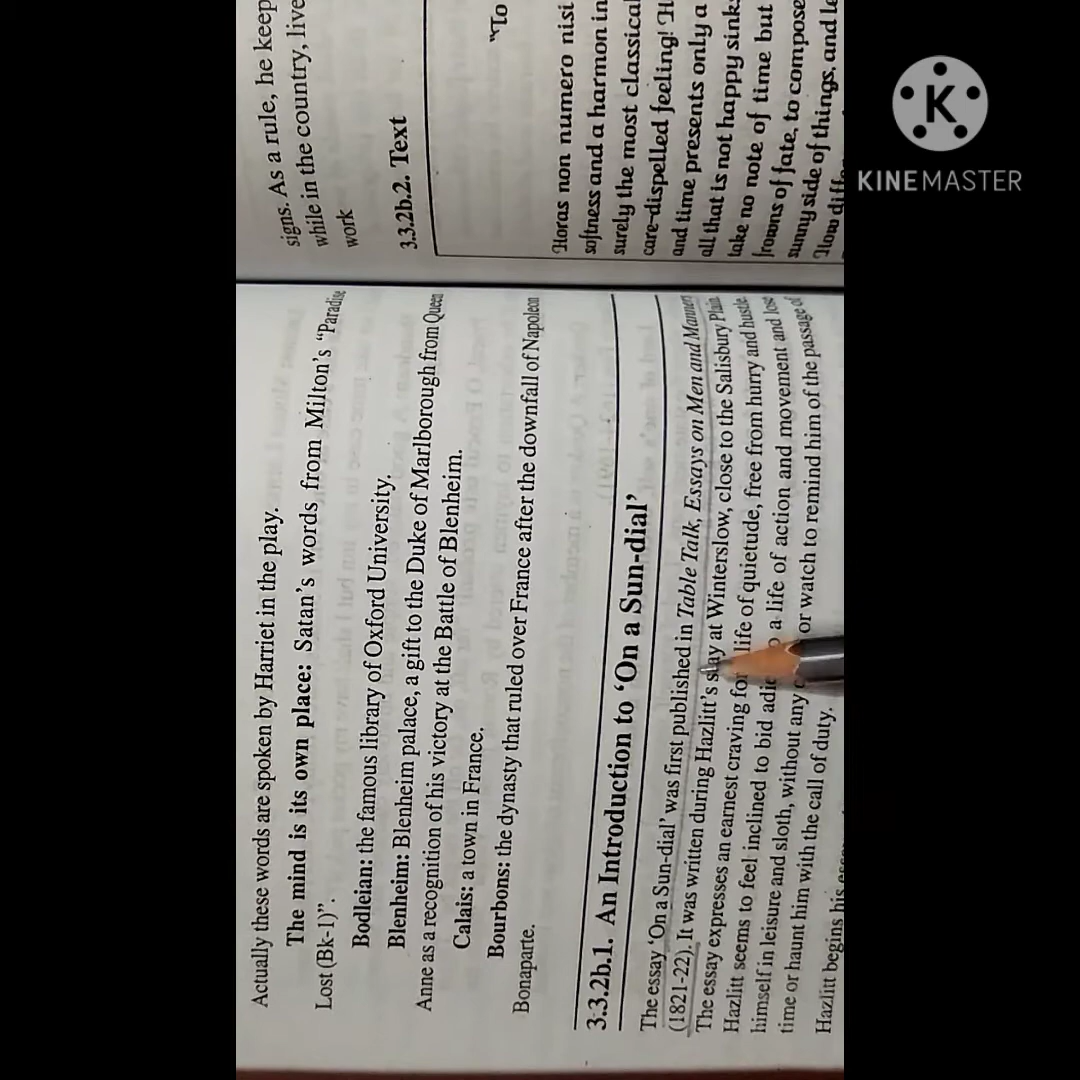 Actually these words are spoken by Harriet in the play.
The mind is its own place: Satan's words from Milton's "Paradise
Lost (Bk-1)".
Bodleian: the famous library of Oxford University.
Blenheim: Blenheim palace, a gift to the Duke of Marlborough from Queen
Anne as a recognition of his victory at the Battle of Blenheim.
Calais: a town in France.
Bourbons: the dynasty that ruled over France after the downfall of Napoleon
Bonaparte.
3.3.2b.1. An Introduction to 'On a Sun-dial'
The essay 'On a Sun-dial' was first published in Table Talk, Essays on Men and Manners
(1821-22). It was written during Hazlitt's stay at Winterslow, close to the Salisbury Plain.
The essay expresses an earnest craving for life of quietude, free from hurry and hustle.
Hazlitt seems to feel inclined to bid a life of action and movement and lose
himself in leisure and sloth, without any or watch to remind him of the passage of
time or haunt him with the call of duty.
Hazlitt begins his
signs. As a rule, he keep
while in the country, live
work
3.3.2b.2. Text
"To
Horas non numero nisi
softness and a harmon in
surely the most classical
care-dispelled feeling!
and time presents only a
all that is not happy sink
take no note of time but
frowns of fate, to compose
sunny side of things, and le
How diff
K
KINEMASTER